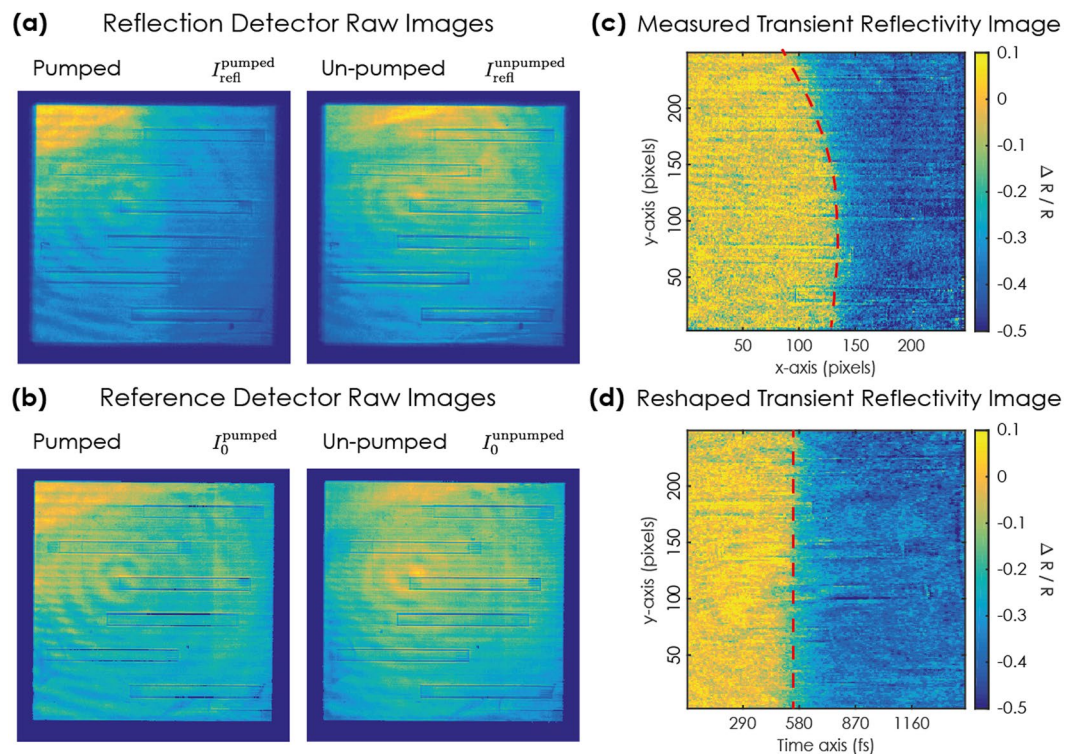 (a) Reflection Detector Raw Images
Pumped I_refl^pumped Un-pumped I_refl^unpumped
(b) Reference Detector Raw Images
Pumped I_0^pumped Un-pumped I_0^unpumped
(c) Measured Transient Reflectivity Image
y-axis (pixels)
200
150
100
50
50 100 150 200
x-axis (pixels)
0.1
0
-0.1
-0.2
-0.3
-0.4
-0.5
Δ R / R
(d) Reshaped Transient Reflectivity Image
y-axis (pixels)
200
150
100
50
290 580 870 1160
Time axis (fs)
0.1
0
-0.1
-0.2
-0.3
-0.4
-0.5
Δ R / R